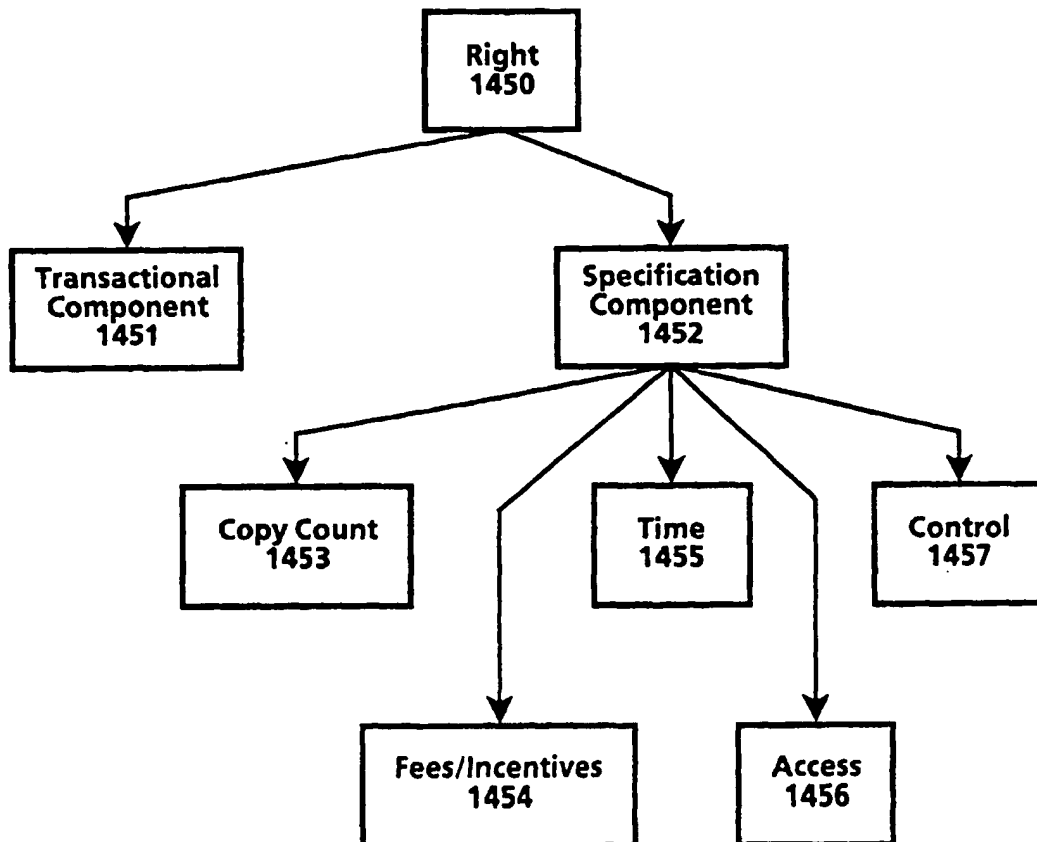 Right
1450
Transactional
Component
1451
Specification
Component
1452
Copy Count
1453
Time
1455
Control
1457
Fees/Incentives
1454
Access
1456